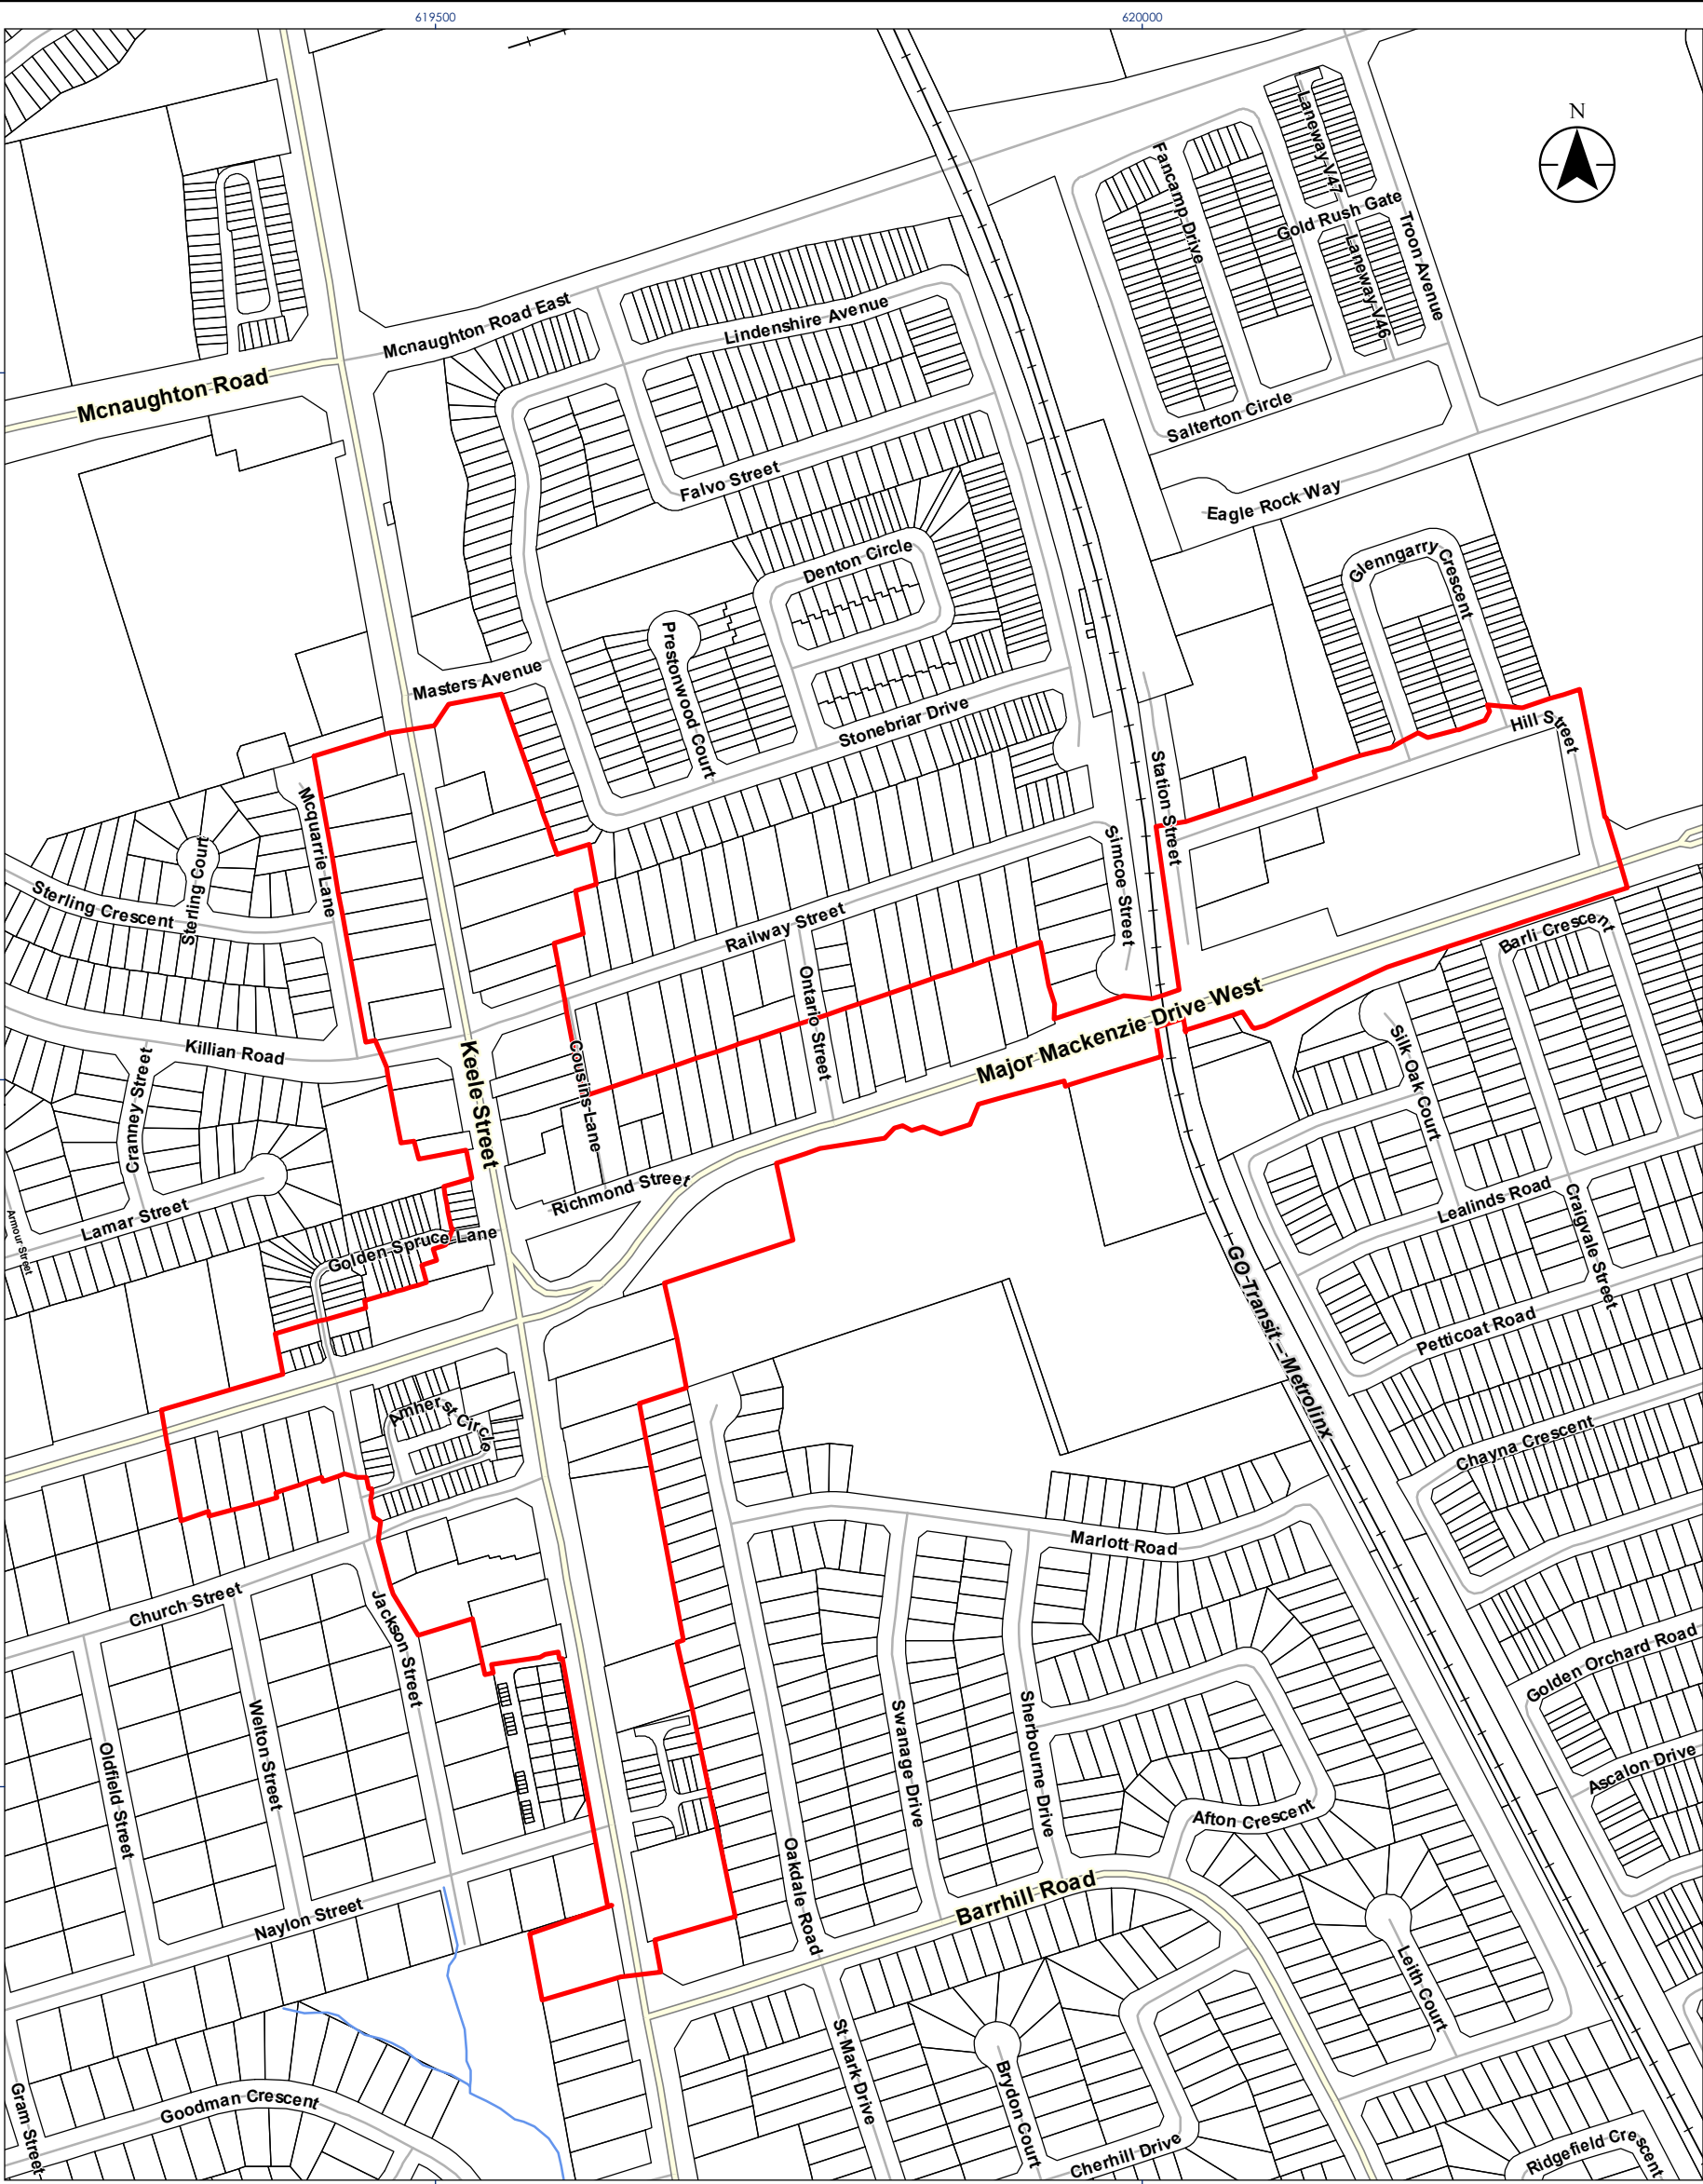 619500
620000
N
Laneway V47
Fancamp Drive
Gold Rush Gate
Troon Avenue
Laneway V46
Mcnaughton Road East
Lindenshire Avenue
Mcnaughton Road
Salterton Circle
Falvo Street
Eagle Rock Way
Denton Circle
Glenngarry Crescent
Prestonwood Court
Masters Avenue
Stonebriar Drive
Hill Street
Station Street
Mcquarrie Lane
Simcoe Street
Sterling Court
Sterling Crescent
Railway Street
Barli Crescent
Ontario Street
Major Mackenzie Drive West
Silk Oak Court
Killian Road
Keele Street
Cousins Lane
Cranney Street
Richmond Street
Lealinds Road
Craigvale Street
Lamar Street
Armour Street
Golden Spruce Lane
GO Transit - Metrolinx
Petticoat Road
Amherst Circle
Chayna Crescent
Marlott Road
Church Street
Jackson Street
Golden Orchard Road
Welton Street
Oldfield Street
Swanage Drive
Sherbourne Drive
Ascalon Drive
Afton Crescent
Oakdale Road
Barrhill Road
Naylon Street
Leith Court
St Mark Drive
Brydon Court
Gram Street
Goodman Crescent
Cherhill Drive
Ridgefield Crescent